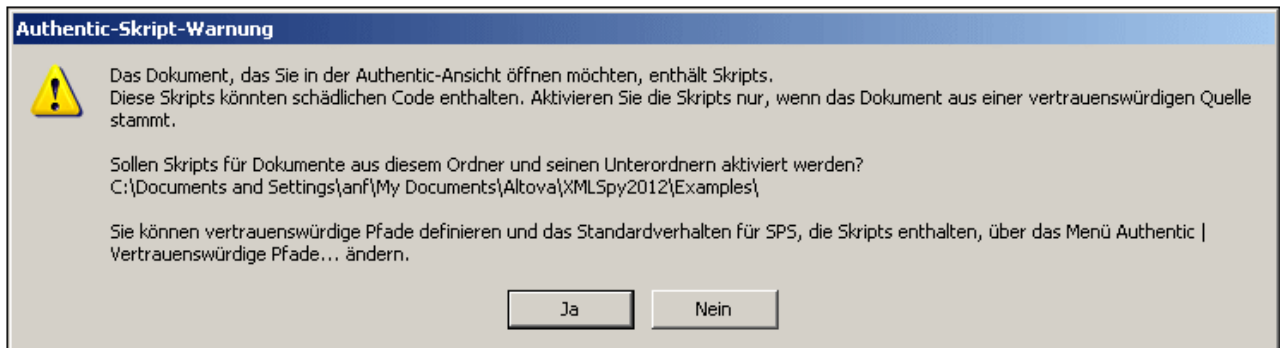 Authentic-Skript-Warnung
Das Dokument, das Sie in der Authentic-Ansicht öffnen möchten, enthält Skripts.
Diese Skripts könnten schädlichen Code enthalten. Aktivieren Sie die Skripts nur, wenn das Dokument aus einer vertrauenswürdigen Quelle
stammt.
Sollen Skripts für Dokumente aus diesem Ordner und seinen Unterordnern aktiviert werden?
C:\Documents and Settings\anf\My Documents\Altova\XMLSpy2012\Examples\
Sie können vertrauenswürdige Pfade definieren und das Standardverhalten für SPS, die Skripts enthalten, über das Menü Authentic |
Vertrauenswürdige Pfade... ändern.
Ja
Nein